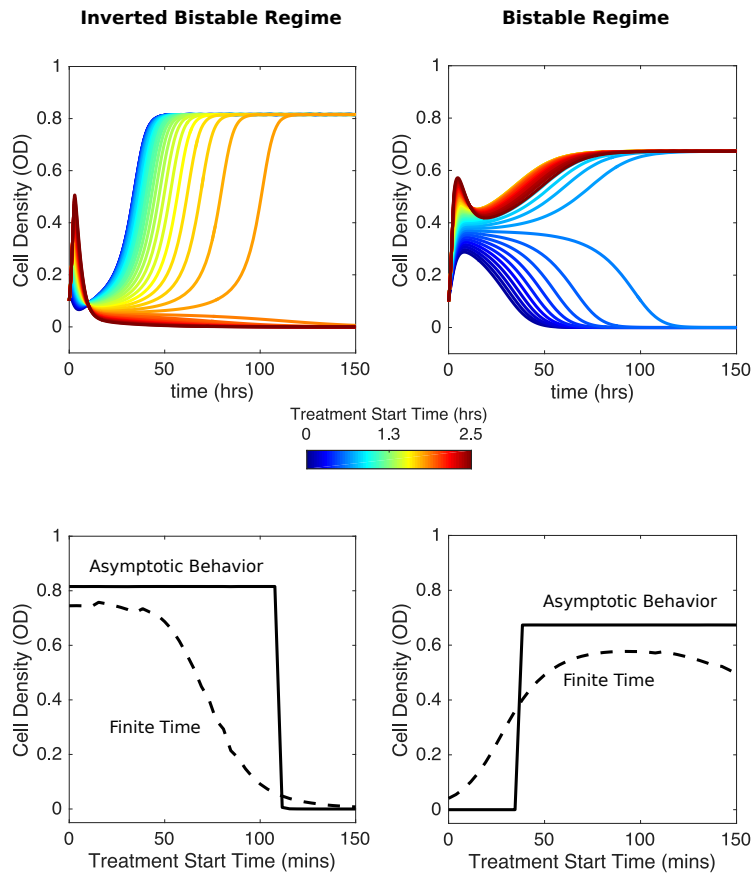 Inverted Bistable Regime
Bistable Regime
Cell Density (OD)
1
0.8
0.6
0.4
0.2
0
0 50 100 150
time (hrs)
Cell Density (OD)
1
0.8
0.6
0.4
0.2
0
0 50 100 150
time (hrs)
Treatment Start Time (hrs)
0 1.3 2.5
Cell Density (OD)
1
0.8
0.6
0.4
0.2
0
Asymptotic Behavior
Finite Time
0 50 100 150
Treatment Start Time (mins)
Cell Density (OD)
1
0.8
0.6
0.4
0.2
0
Asymptotic Behavior
Finite Time
0 50 100 150
Treatment Start Time (mins)